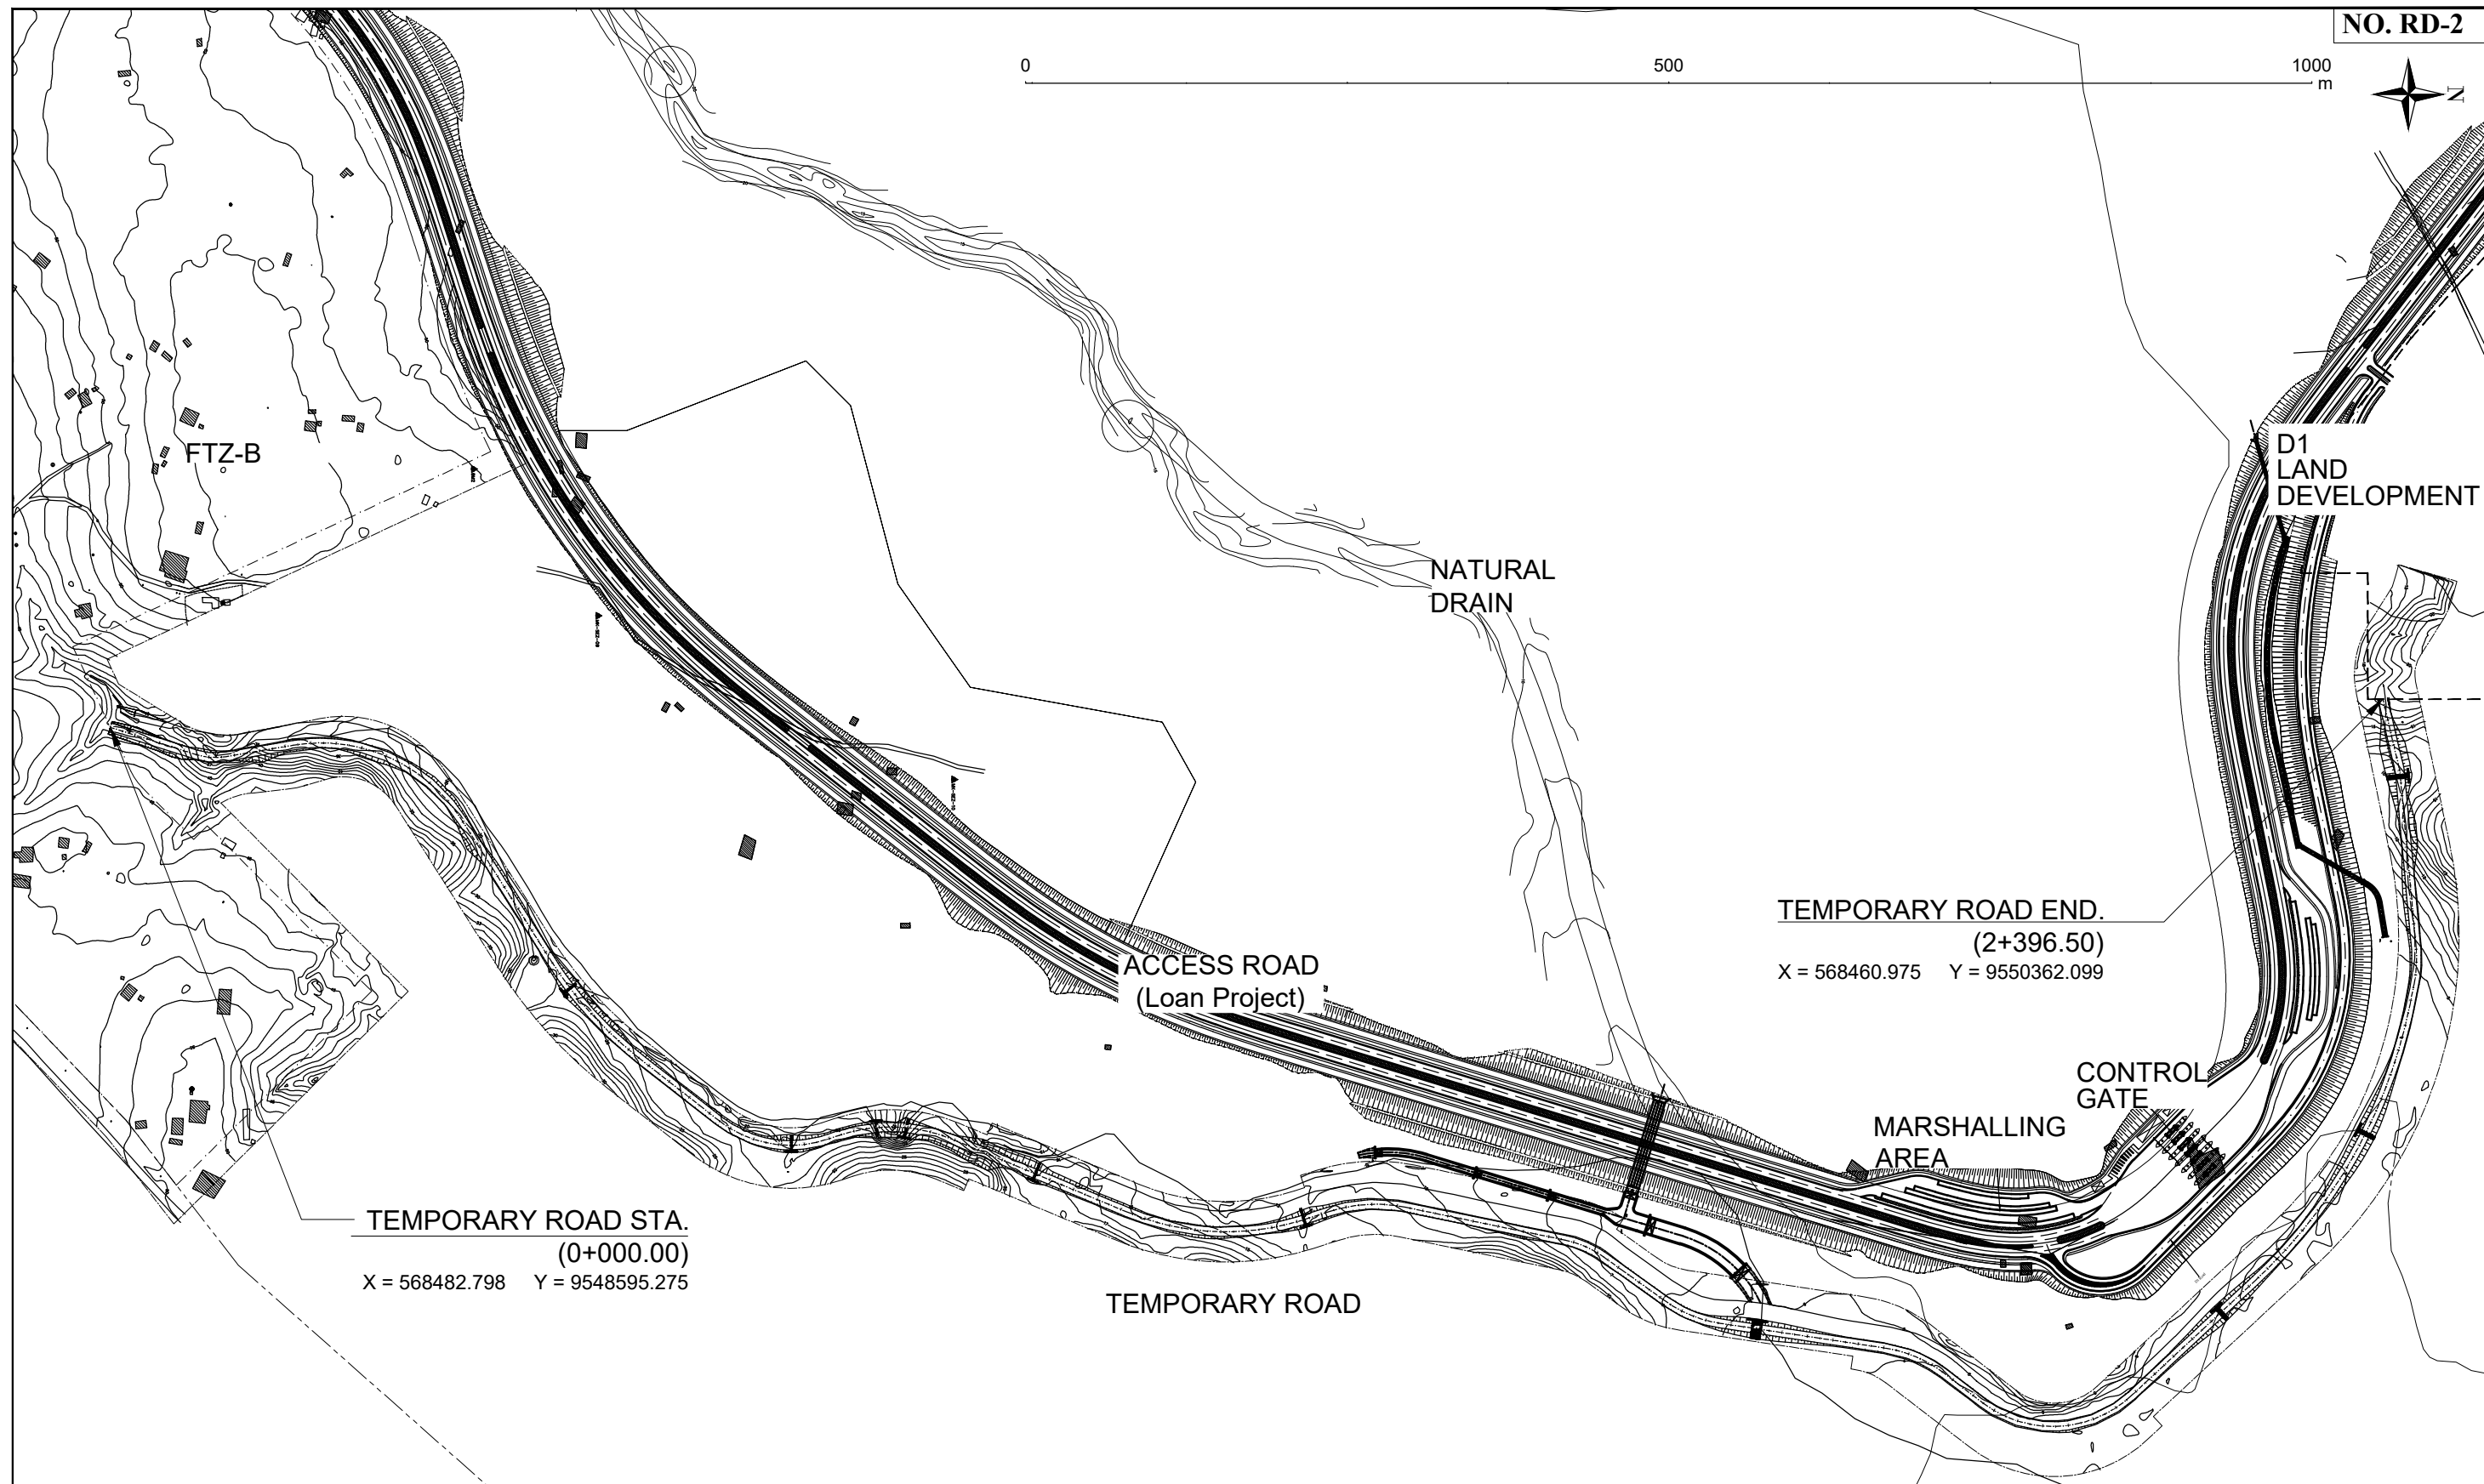 NO. RD-2
0 500 1000
m
N
FTZ-B
D1
LAND
DEVELOPMENT
NATURAL
DRAIN
TEMPORARY ROAD END.
(2+396.50)
X = 568460.975 Y = 9550362.099
ACCESS ROAD
(Loan Project)
CONTROL
GATE
MARSHALLING
AREA
TEMPORARY ROAD STA.
(0+000.00)
X = 568482.798 Y = 9548595.275
TEMPORARY ROAD